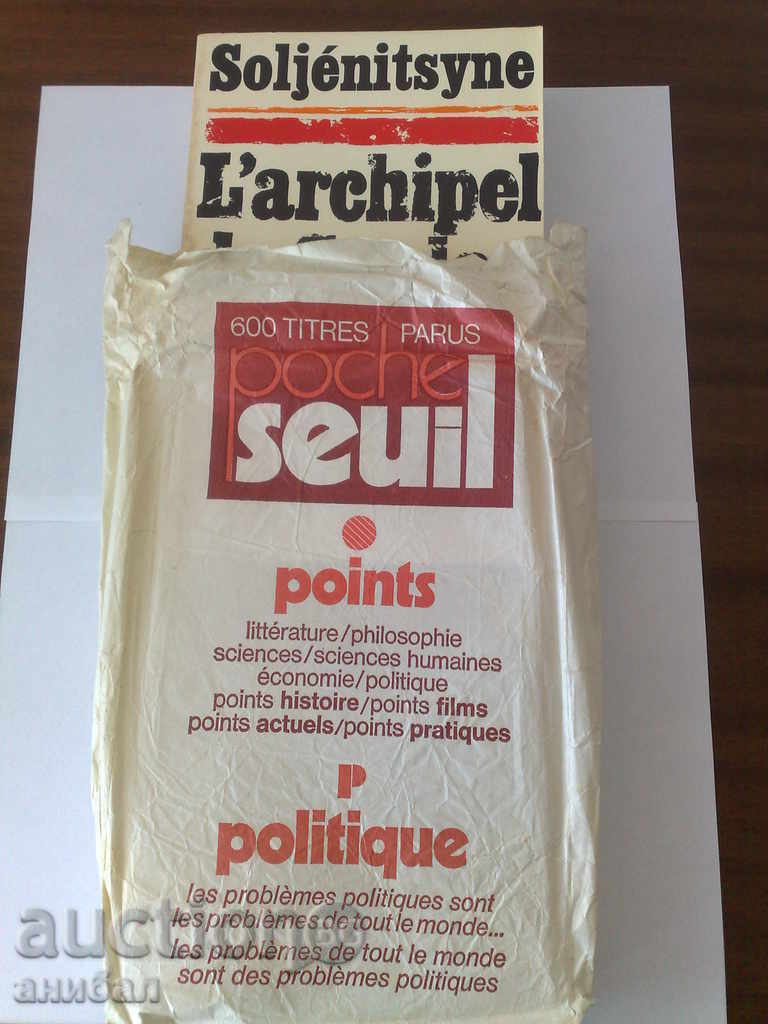 Soljénitsyne
L'archipel
600 TITRES PARUS
poche
seuil
points
littérature/philosophie
sciences/sciences humaines
économie/politique
points histoire/points films
points actuels/points pratiques
P
politique
les problèmes politiques sont
les problèmes de tout le monde...
les problèmes de tout le monde
sont des problèmes politiques
анибал